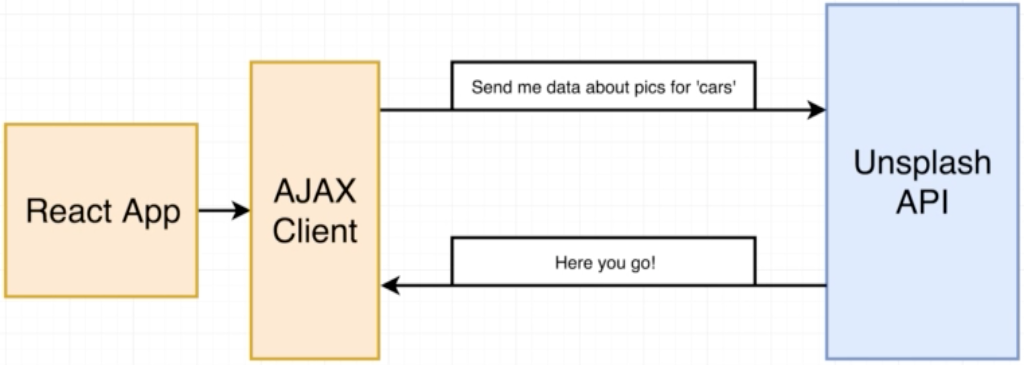 React App
AJAX
Client
Send me data about pics for 'cars'
Here you go!
Unsplash
API